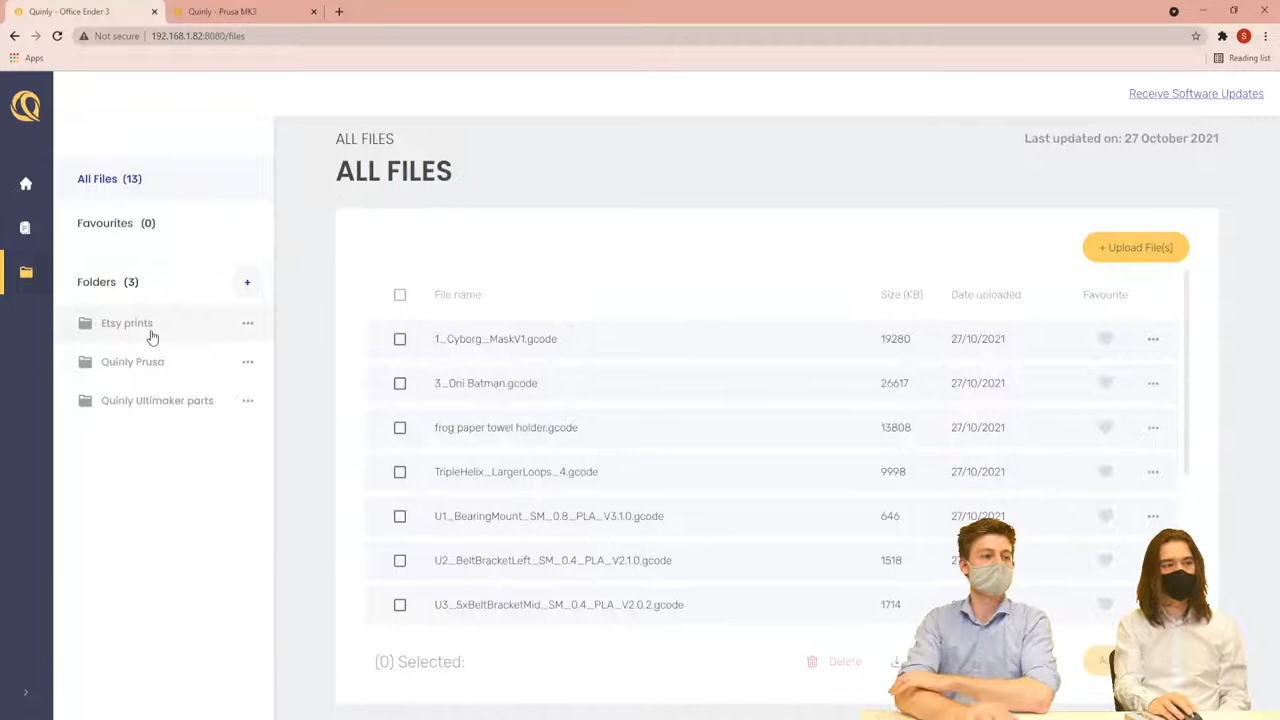 Quinly - Office Ender 3
Quinly - Prusa MK3
Not secure 192.168.1.82:8080/files
S
Apps
Reading list
Receive Software Updates
ALL FILES
Last updated on: 27 October 2021
ALL FILES
All Files (13)
Favourites (0)
Folders (3) +
Etsy prints
Quinly Prusa
Quinly Ultimaker parts
+ Upload File(s)
File name Size (KB) Date uploaded Favourite
1_Cyborg_MaskV1.gcode 19280 27/10/2021
3_Oni Batman.gcode 26617 27/10/2021
frog paper towel holder.gcode 13808 27/10/2021
TripleHelix_LargerLoops_4.gcode 9998 27/10/2021
U1_BearingMount_SM_0.8_PLA_V3.1.0.gcode 646 27/10/2021
U2_BeltBracketLeft_SM_0.4_PLA_V2.1.0.gcode 1518
U3_5xBeltBracketMid_SM_0.4_PLA_V2.0.2.gcode 1714
(0) Selected: Delete